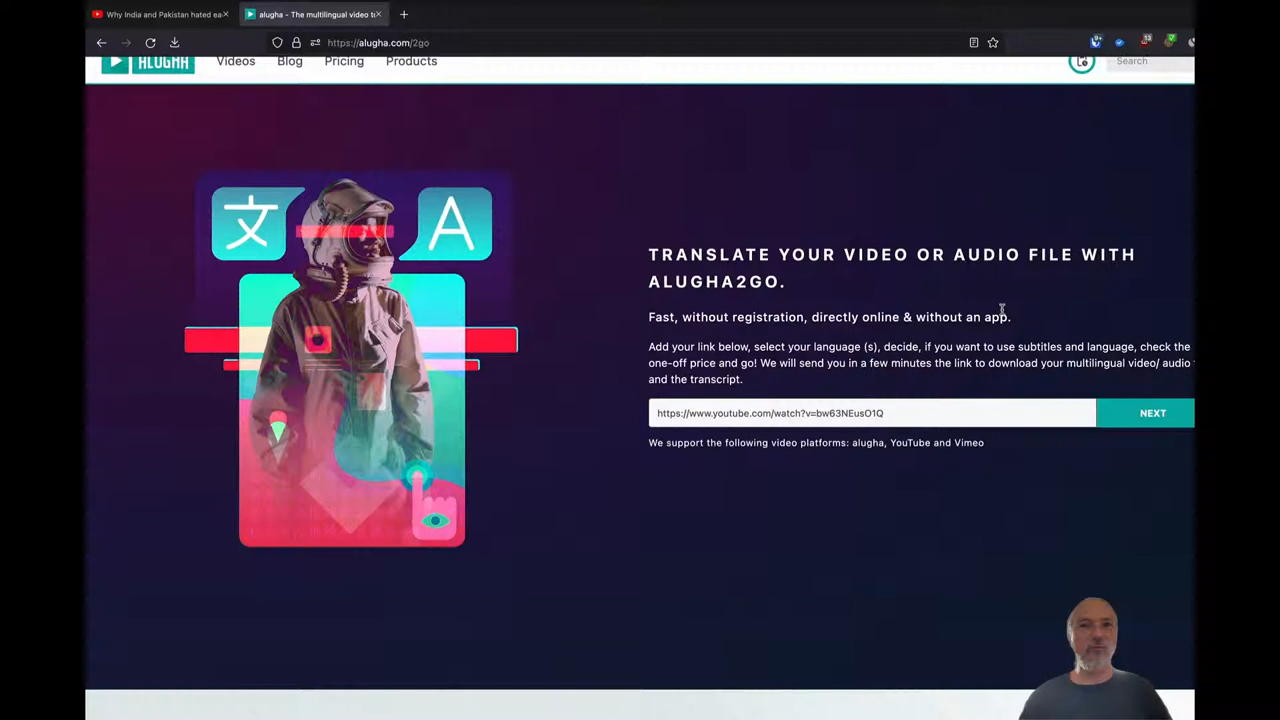 Why India and Pakistan hated ea
alugha - The multilingual video to
https://alugha.com/2go
13
ALUGHA
Videos
Blog
Pricing
Products
Search
文
A
TRANSLATE YOUR VIDEO OR AUDIO FILE WITH
ALUGHA2GO.
Fast, without registration, directly online & without an app.
Add your link below, select your language (s), decide, if you want to use subtitles and language, check the
one-off price and go! We will send you in a few minutes the link to download your multilingual video/ audio
and the transcript.
https://www.youtube.com/watch?v=bw63NEusO1Q
NEXT
We support the following video platforms: alugha, YouTube and Vimeo